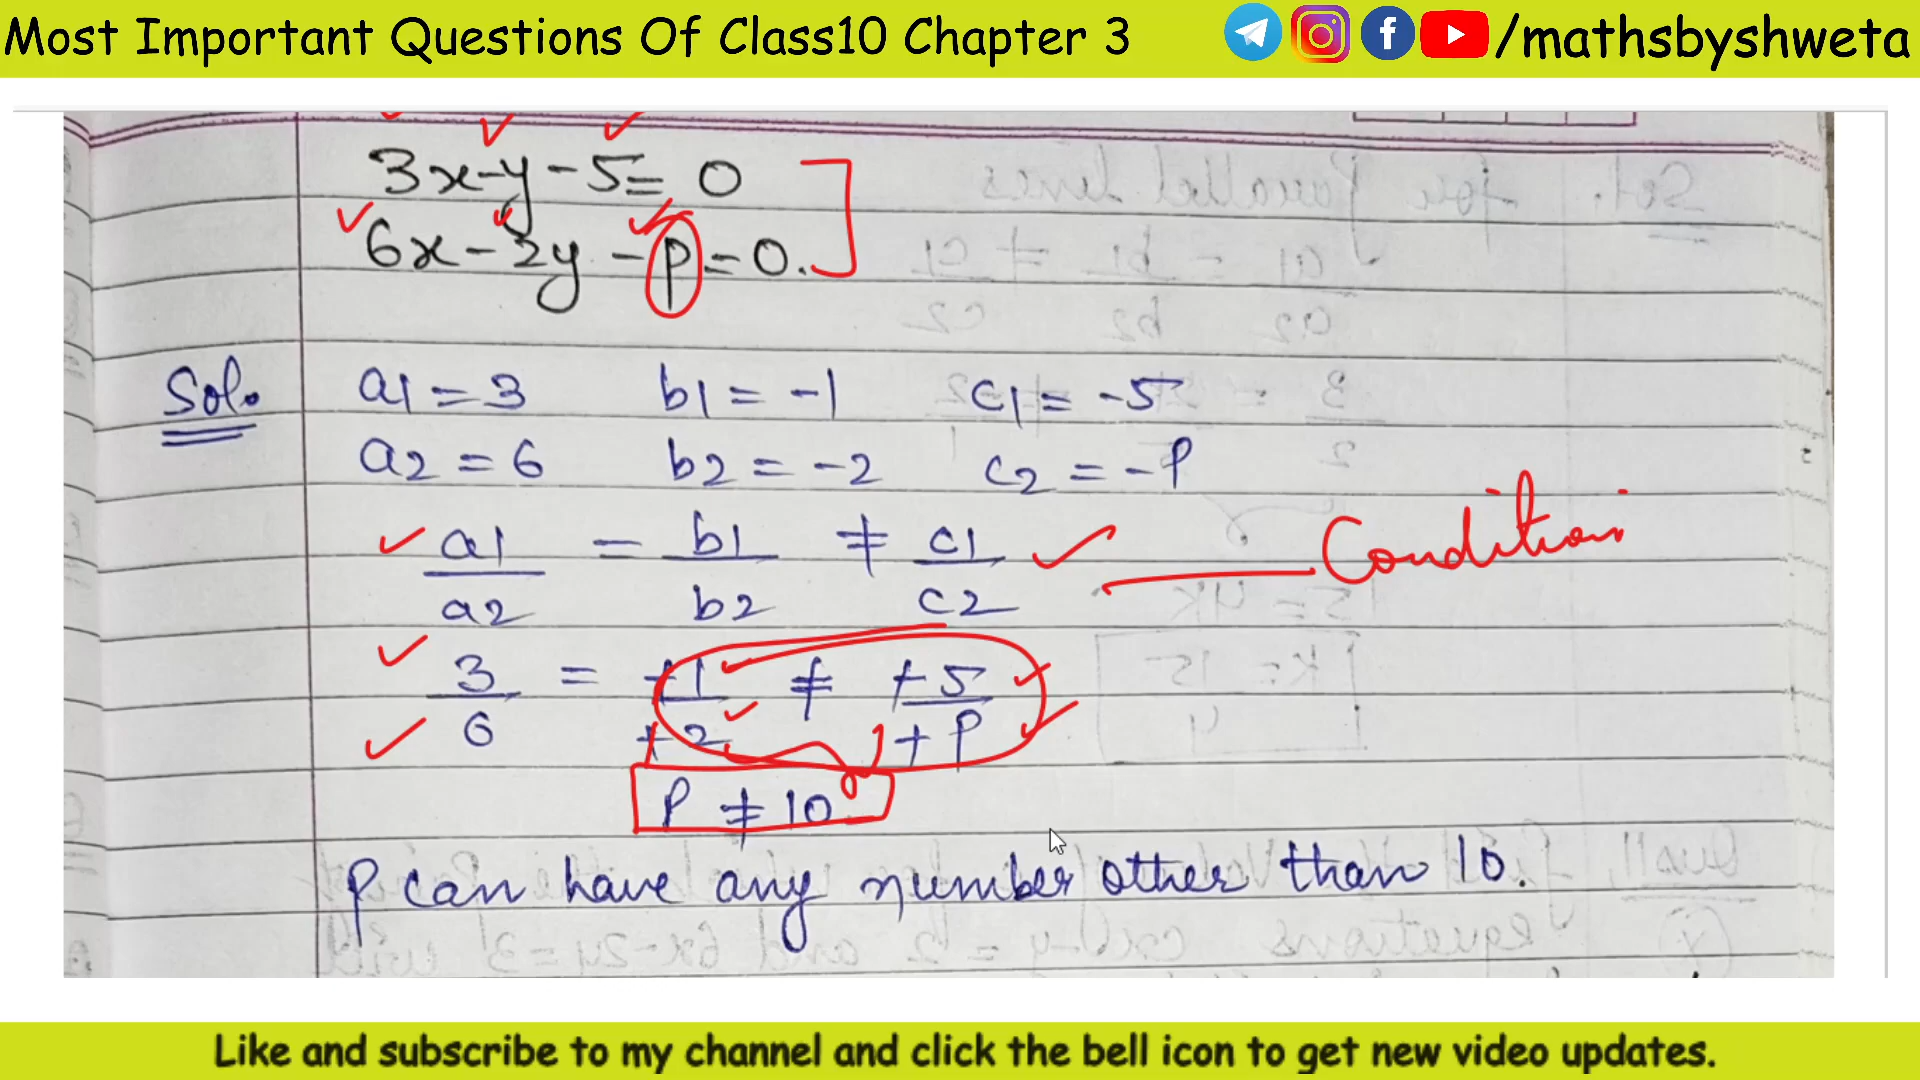 Most Important Questions Of Class10 Chapter 3
/mathsbyshweta
3x-y-5=0
6x-2y-p=0.
Sol. a1=3 b1=-1 c1=-5
a2=6 b2=-2 c2=-P
a1/a2 = b1/b2 ≠ c1/c2 Condition
3/6 = +1/+2 ≠ +5/+P
P ≠ 10
P can have any number other than 10.
Like and subscribe to my channel and click the bell icon to get new video updates.